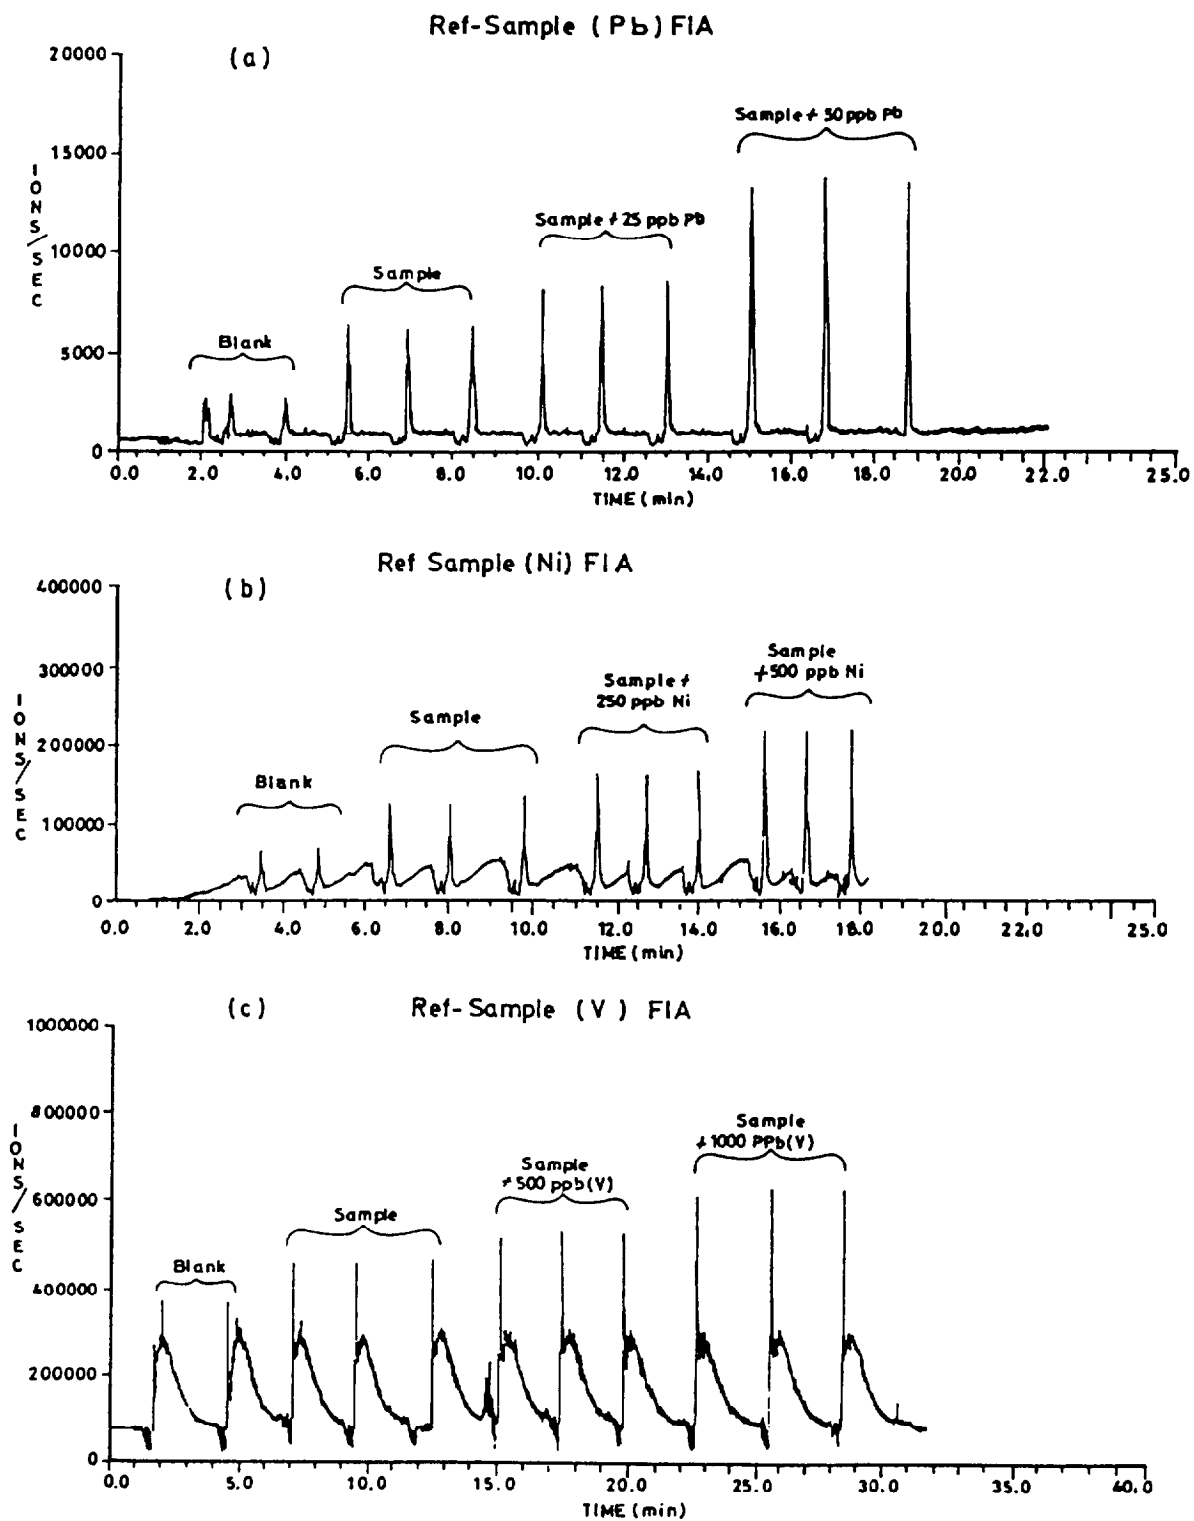 Ref-Sample (Pb) FIA
(a)
20000
15000
10000
5000
0
IONS/SEC
Blank
Sample
Sample + 25 ppb Pb
Sample + 50 ppb Pb
0.0 2.0 4.0 6.0 8.0 10.0 12.0 14.0 16.0 18.0 20.0 22.0 25.0
TIME (min)
Ref Sample (Ni) FIA
(b)
400000
300000
200000
100000
0
IONS/SEC
Blank
Sample
Sample +
250 ppb Ni
Sample
+500 ppb Ni
0.0 2.0 4.0 6.0 8.0 10.0 12.0 14.0 16.0 18.0 20.0 22.0 25.0
TIME (min)
(c)
Ref-Sample (V) FIA
1000000
800000
600000
400000
200000
0
IONS/SEC
Blank
Sample
Sample
+500 ppb(V)
Sample
+1000 PPb(V)
0.0 5.0 10.0 15.0 20.0 25.0 30.0 35.0 40.0
TIME (min)